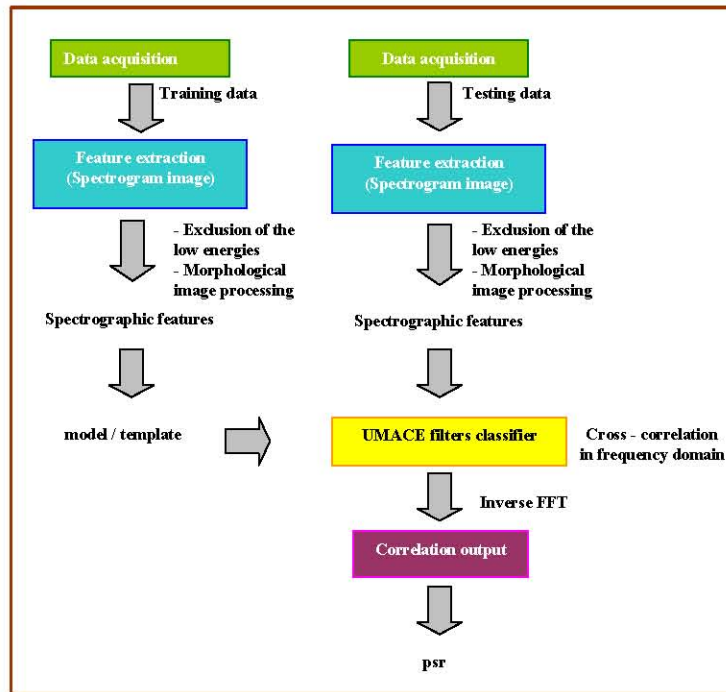 Data acquisition
Training data
Feature extraction
(Spectrogram image)
- Exclusion of the
low energies
- Morphological
image processing
Spectrographic features
model / template
Data acquisition
Testing data
Feature extraction
(Spectrogram image)
- Exclusion of the
low energies
- Morphological
image processing
Spectrographic features
UMACE filters classifier
Cross - correlation
in frequency domain
Inverse FFT
Correlation output
psr